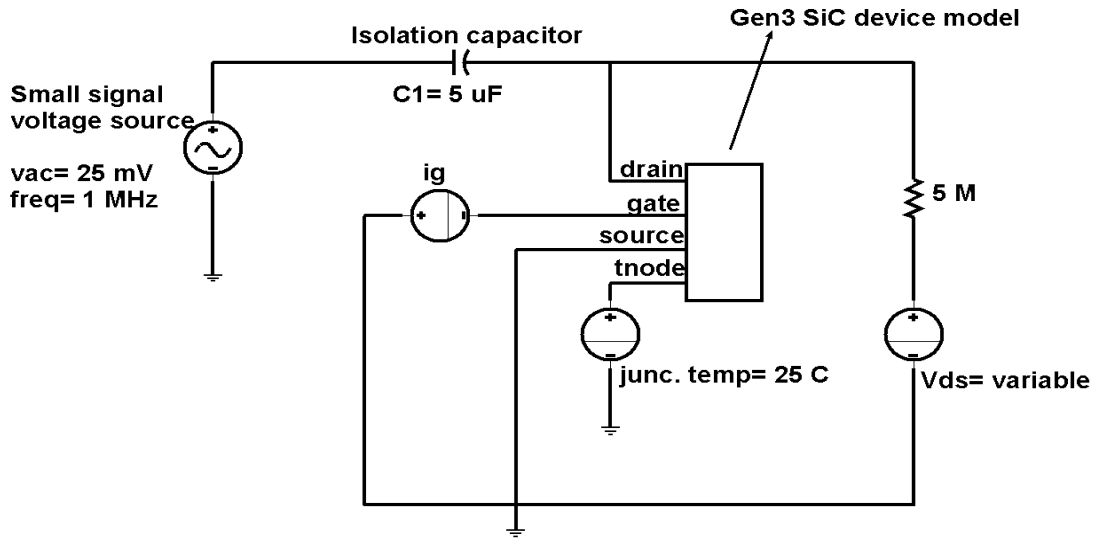 Gen3 SiC device model
Isolation capacitor
C1= 5 uF
Small signal
voltage source
vac= 25 mV
freq= 1 MHz
+
-
ig
+
-
drain
gate
source
tnode
5 M
+
-
junc. temp= 25 C
+
-
Vds= variable